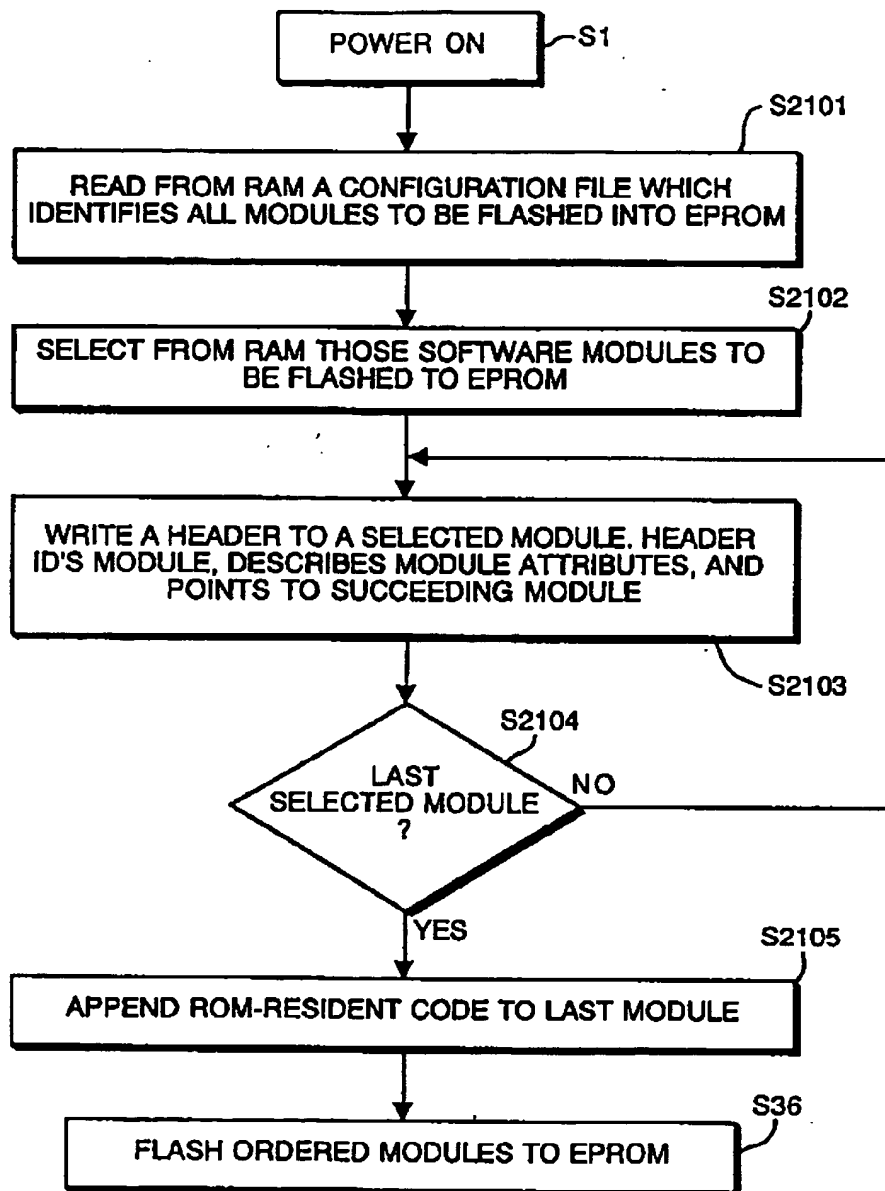 POWER ON
S1
S2101
READ FROM RAM A CONFIGURATION FILE WHICH
IDENTIFIES ALL MODULES TO BE FLASHED INTO EPROM
S2102
SELECT FROM RAM THOSE SOFTWARE MODULES TO
BE FLASHED TO EPROM
WRITE A HEADER TO A SELECTED MODULE. HEADER
ID'S MODULE, DESCRIBES MODULE ATTRIBUTES, AND
POINTS TO SUCCEEDING MODULE
S2103
S2104
LAST
SELECTED MODULE
?
NO
YES
S2105
APPEND ROM-RESIDENT CODE TO LAST MODULE
S36
FLASH ORDERED MODULES TO EPROM